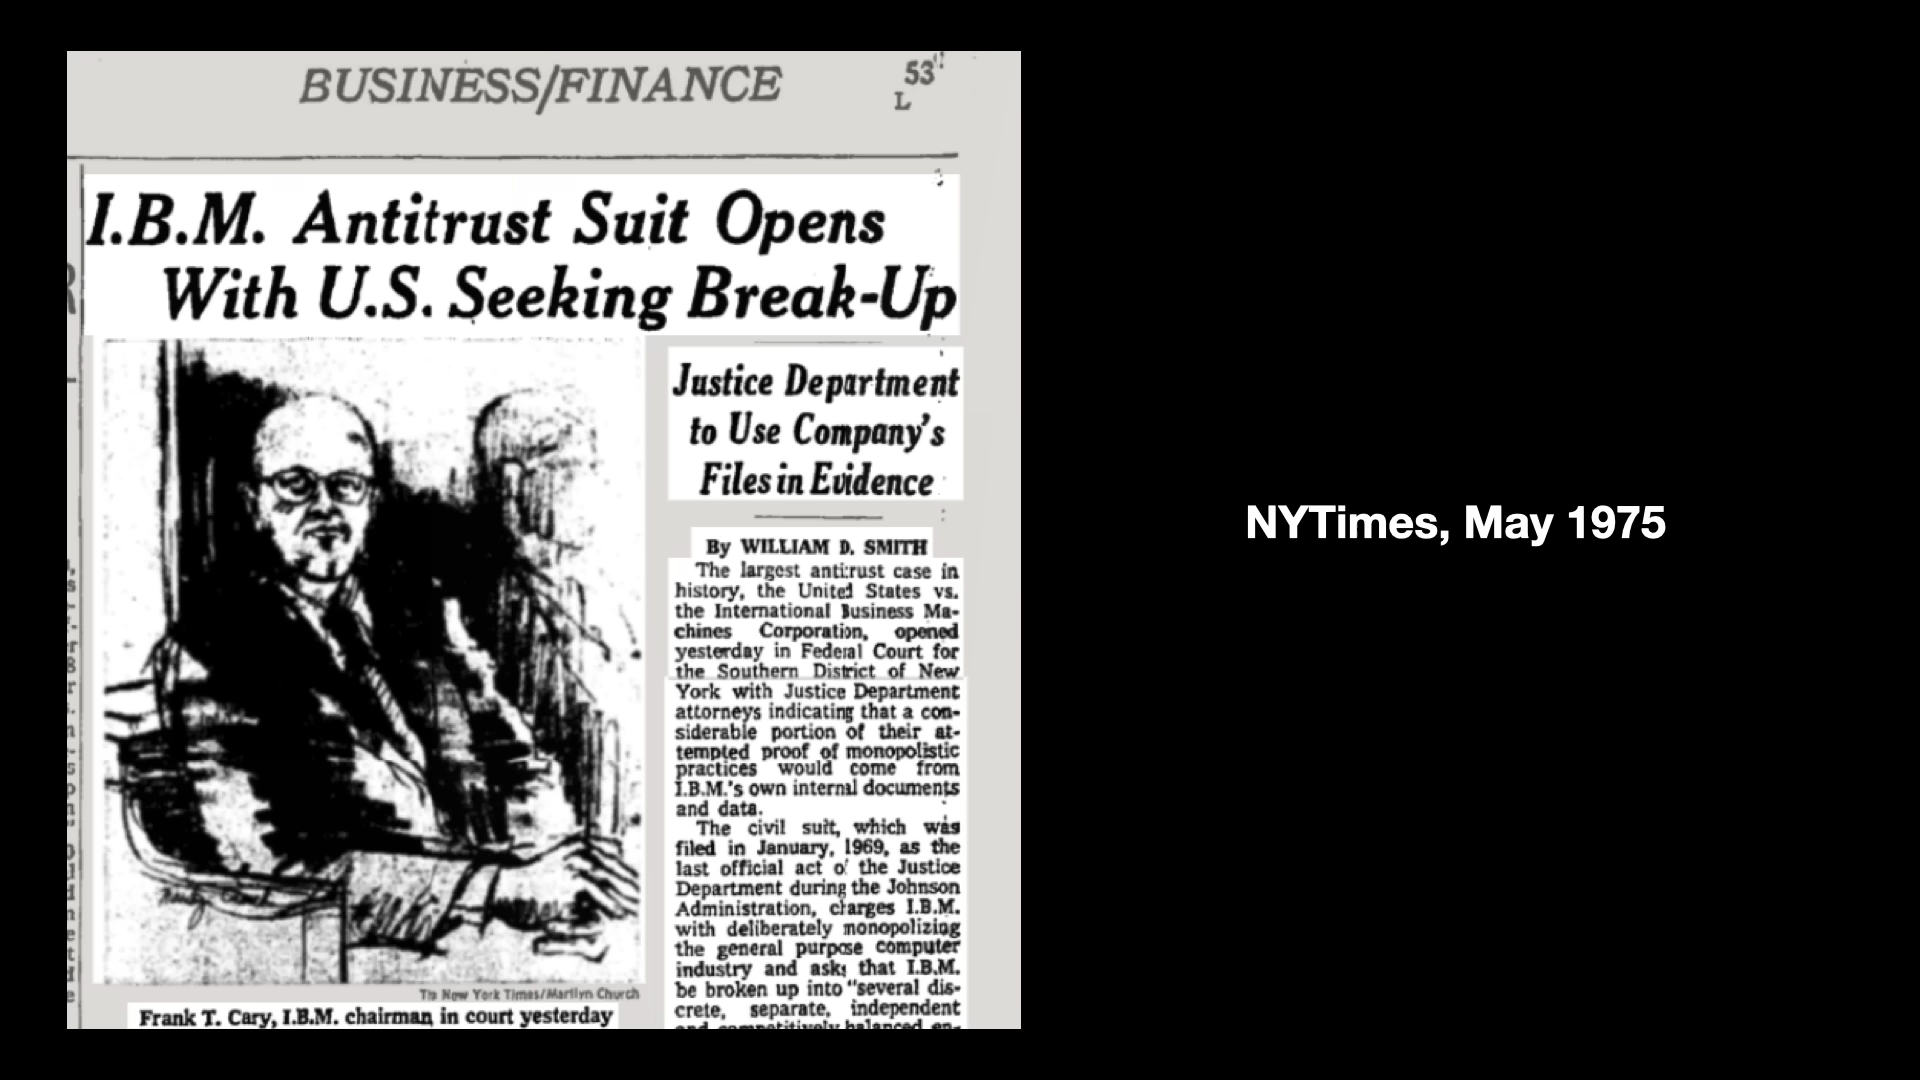 BUSINESS/FINANCE
53
L
I.B.M. Antitrust Suit Opens
With U.S. Seeking Break-Up
Justice Department
to Use Company's
Files in Evidence
By WILLIAM D. SMITH
The largest antitrust case in
history, the United States vs.
the International Business Ma-
chines Corporation, opened
yesterday in Federal Court for
the Southern District of New
York with Justice Department
attorneys indicating that a con-
siderable portion of their at-
tempted proof of monopolistic
practices would come from
I.B.M.'s own internal documents
and data.
The civil suit, which was
filed in January, 1969, as the
last official act of the Justice
Department during the Johnson
Administration, charges I.B.M.
with deliberately monopolizing
the general purpose computer
industry and asks that I.B.M.
be broken up into "several dis-
crete, separate, independent
and competitively balanced en-
The New York Times/Marilyn Church
Frank T. Cary, I.B.M. chairman, in court yesterday
NYTimes, May 1975